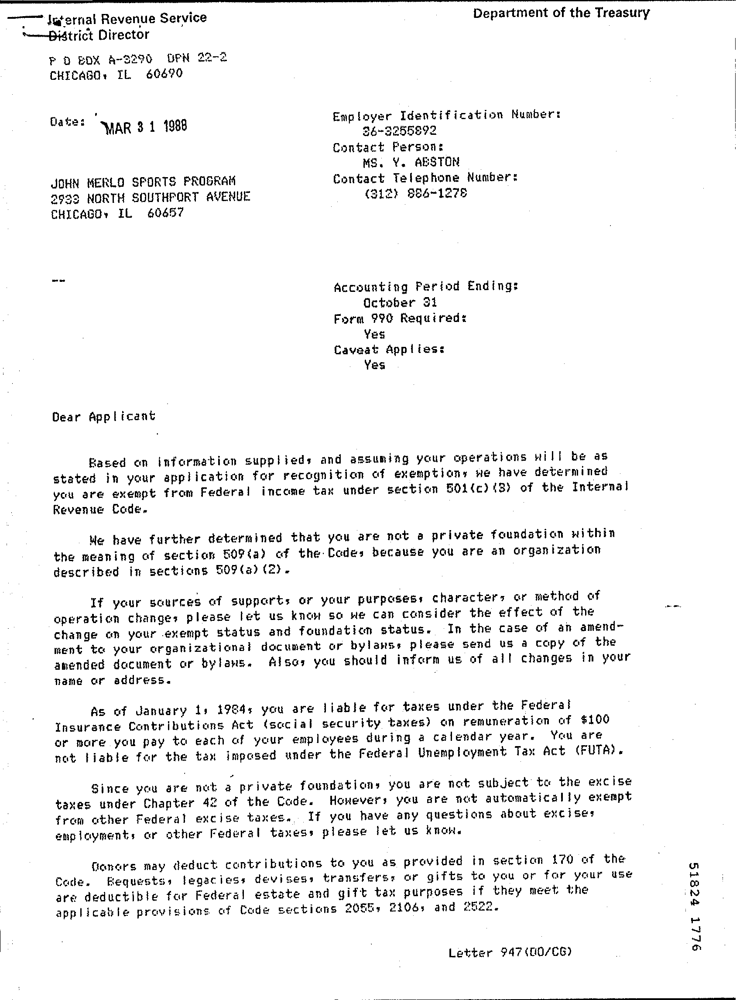 Internal Revenue Service
District Director
Department of the Treasury
P O BOX A-3290 DPN 22-2
CHICAGO, IL 60690
Date: MAR 31 1988
Employer Identification Number:
36-3255892
Contact Person:
MS. Y. ABSTON
Contact Telephone Number:
(312) 886-1278
JOHN MERLO SPORTS PROGRAM
2933 NORTH SOUTHPORT AVENUE
CHICAGO, IL 60657
--
Accounting Period Ending:
October 31
Form 990 Required:
Yes
Caveat Applies:
Yes
Dear Applicant
Based on information supplied, and assuming your operations will be as
stated in your application for recognition of exemption, we have determined
you are exempt from Federal income tax under section 501(c)(3) of the Internal
Revenue Code.
We have further determined that you are not a private foundation within
the meaning of section 509(a) of the Code, because you are an organization
described in sections 509(a)(2).
If your sources of support, or your purposes, character, or method of
operation change, please let us know so we can consider the effect of the
change on your exempt status and foundation status. In the case of an amend-
ment to your organizational document or bylaws, please send us a copy of the
amended document or bylaws. Also, you should inform us of all changes in your
name or address.
As of January 1, 1984, you are liable for taxes under the Federal
Insurance Contributions Act (social security taxes) on remuneration of $100
or more you pay to each of your employees during a calendar year. You are
not liable for the tax imposed under the Federal Unemployment Tax Act (FUTA).
Since you are not a private foundation, you are not subject to the excise
taxes under Chapter 42 of the Code. However, you are not automatically exempt
from other Federal excise taxes. If you have any questions about excise,
employment, or other Federal taxes, please let us know.
Donors may deduct contributions to you as provided in section 170 of the
Code. Bequests, legacies, devises, transfers, or gifts to you or for your use
are deductible for Federal estate and gift tax purposes if they meet the
applicable provisions of Code sections 2055, 2106, and 2522.
51824 1776
Letter 947(DO/CG)